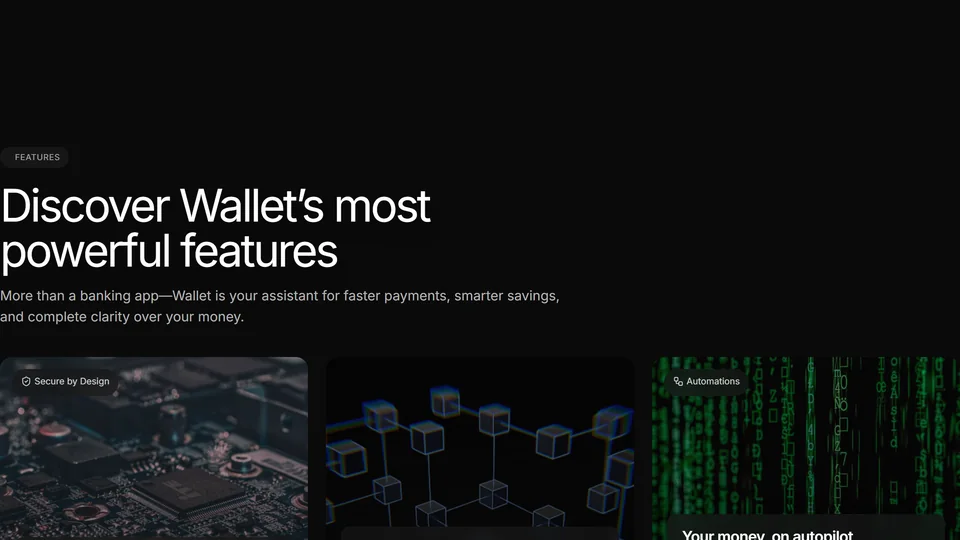 FEATURES
Discover Wallet’s most
powerful features
More than a banking app—Wallet is your assistant for faster payments, smarter savings,
and complete clarity over your money.
Secure by Design
Automations
Your money, on autopilot